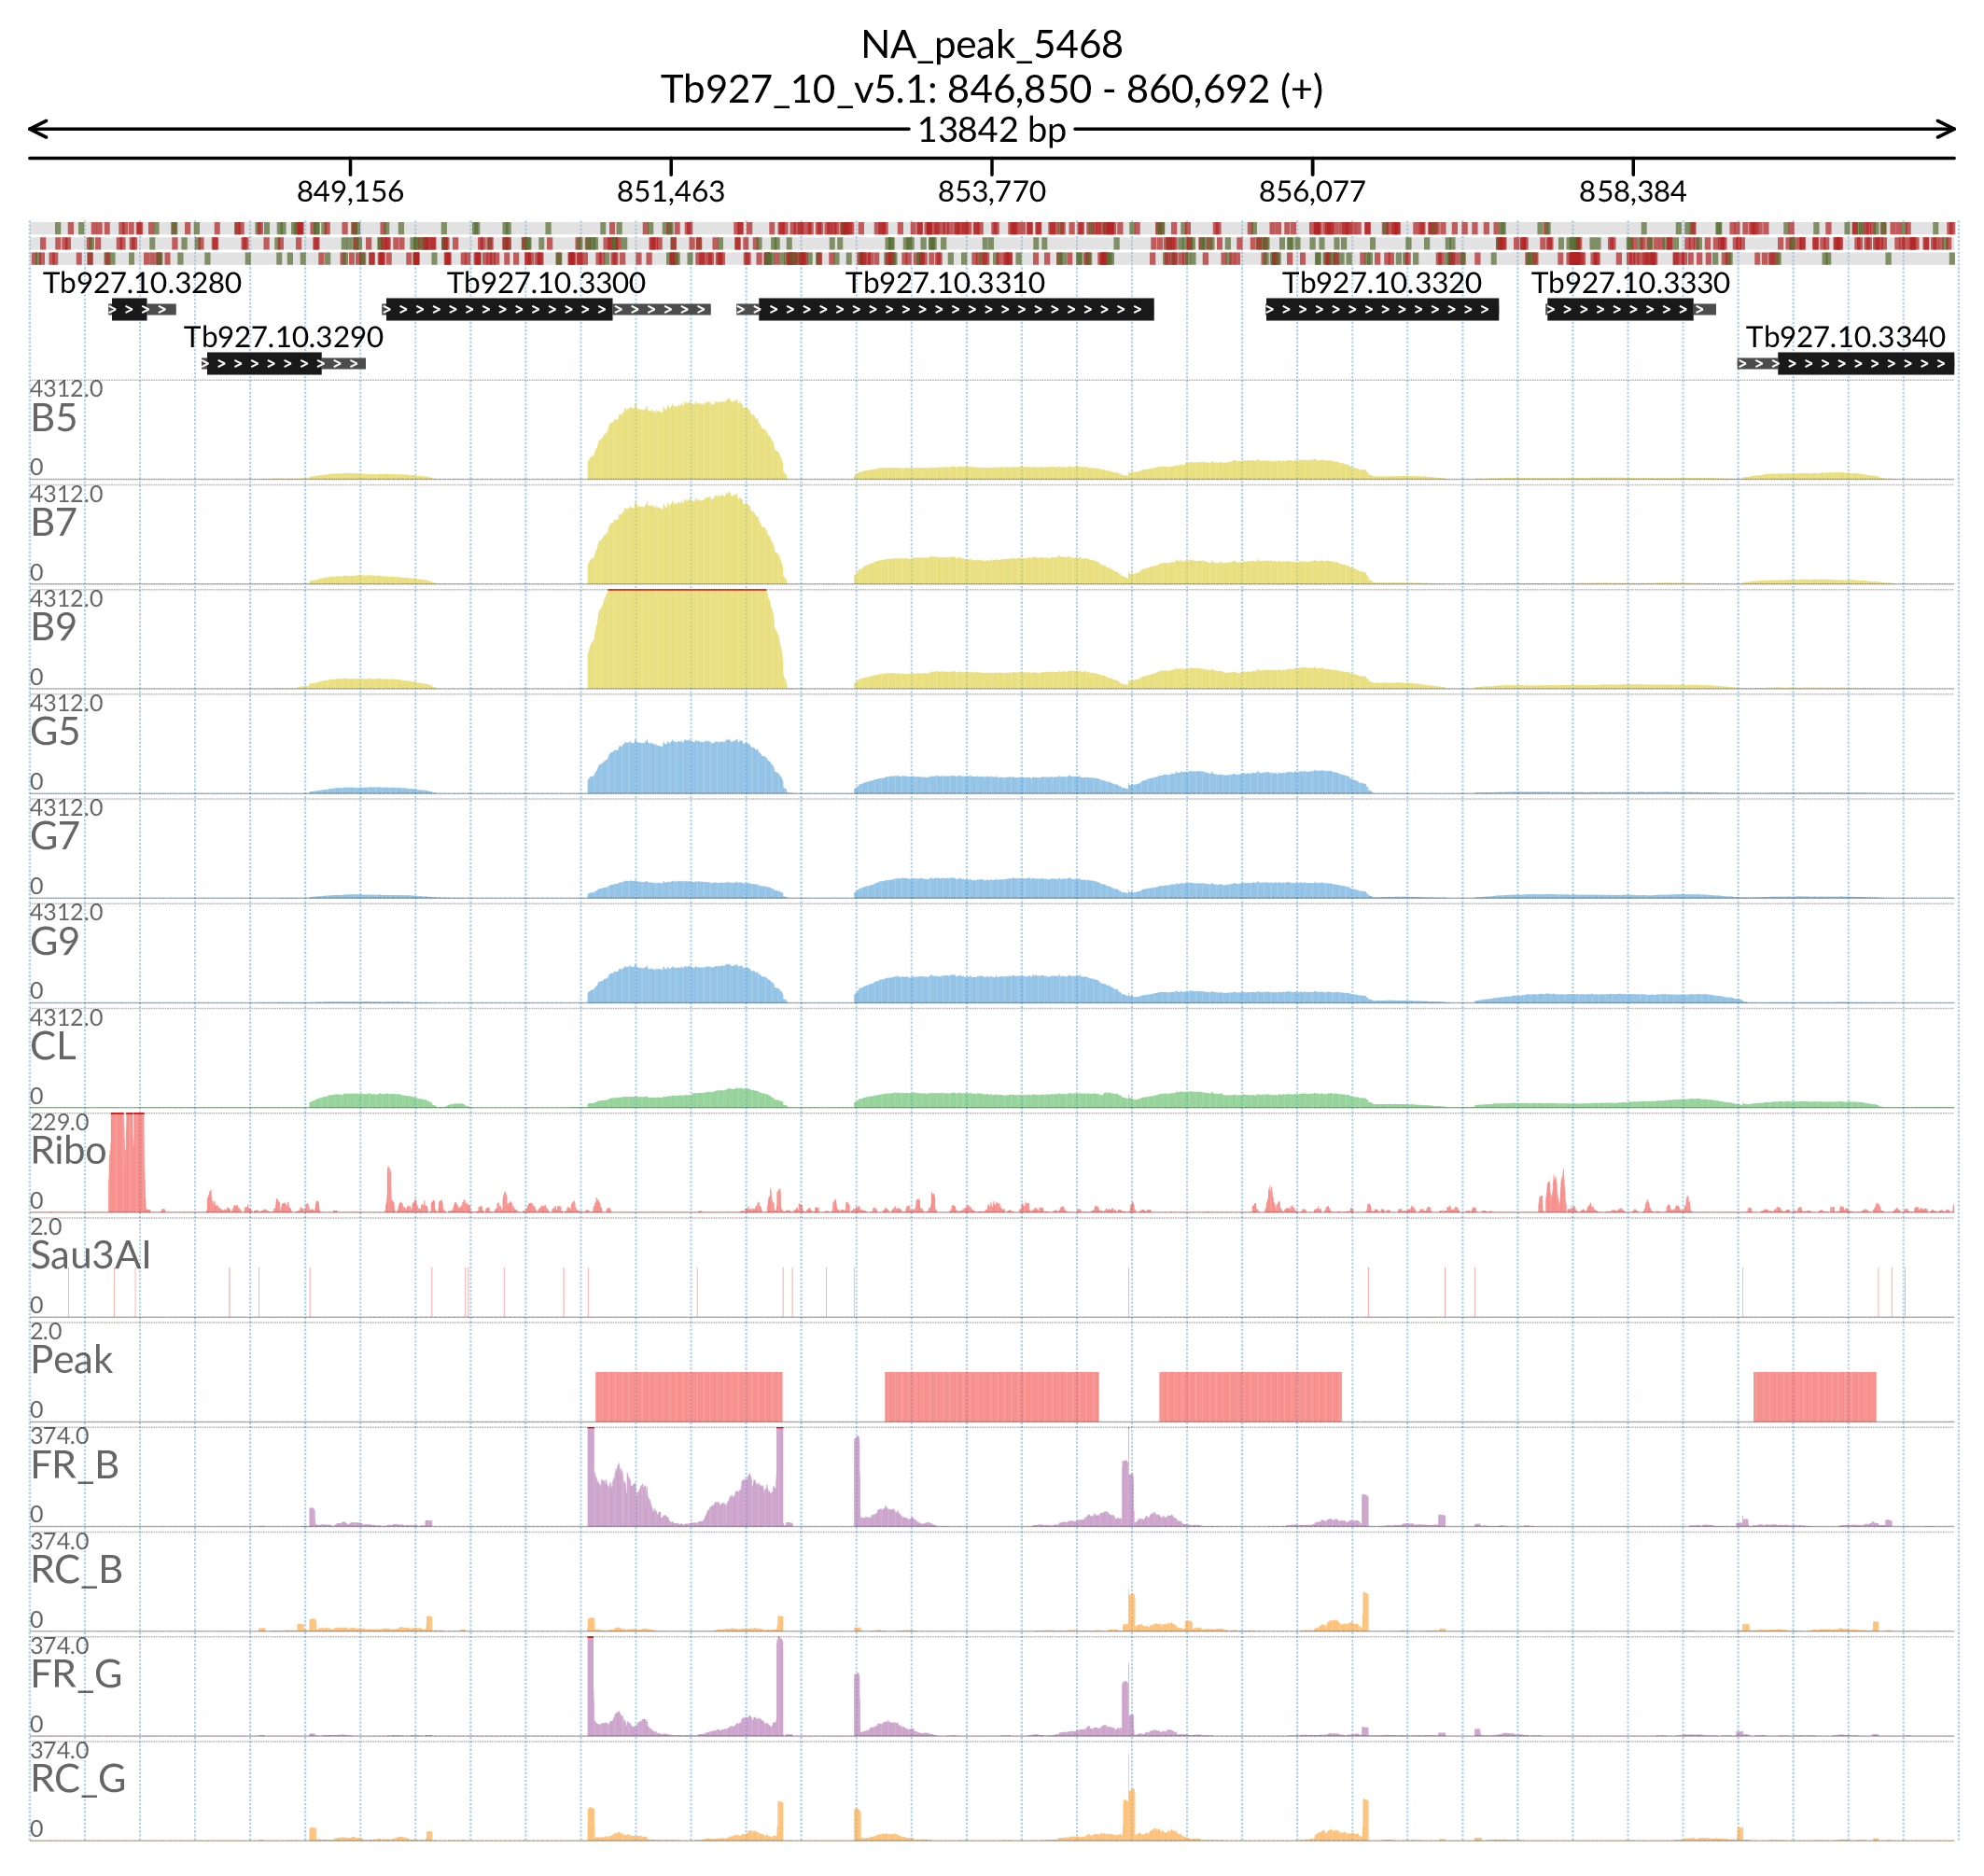 NA_peak_5468
Tb927_10_v5.1: 846,850 - 860,692 (+)
13842 bp
849,156 851,463 853,770 856,077 858,384
Tb927.10.3280 Tb927.10.3300 Tb927.10.3310 Tb927.10.3320 Tb927.10.3330
Tb927.10.3290 Tb927.10.3340
4312.0
B5
0
4312.0
B7
0
4312.0
B9
0
4312.0
G5
0
4312.0
G7
0
4312.0
G9
0
4312.0
CL
0
229.0
Ribo
0
2.0
Sau3AI
0
2.0
Peak
0
374.0
FR_B
0
374.0
RC_B
0
374.0
FR_G
0
374.0
RC_G
0